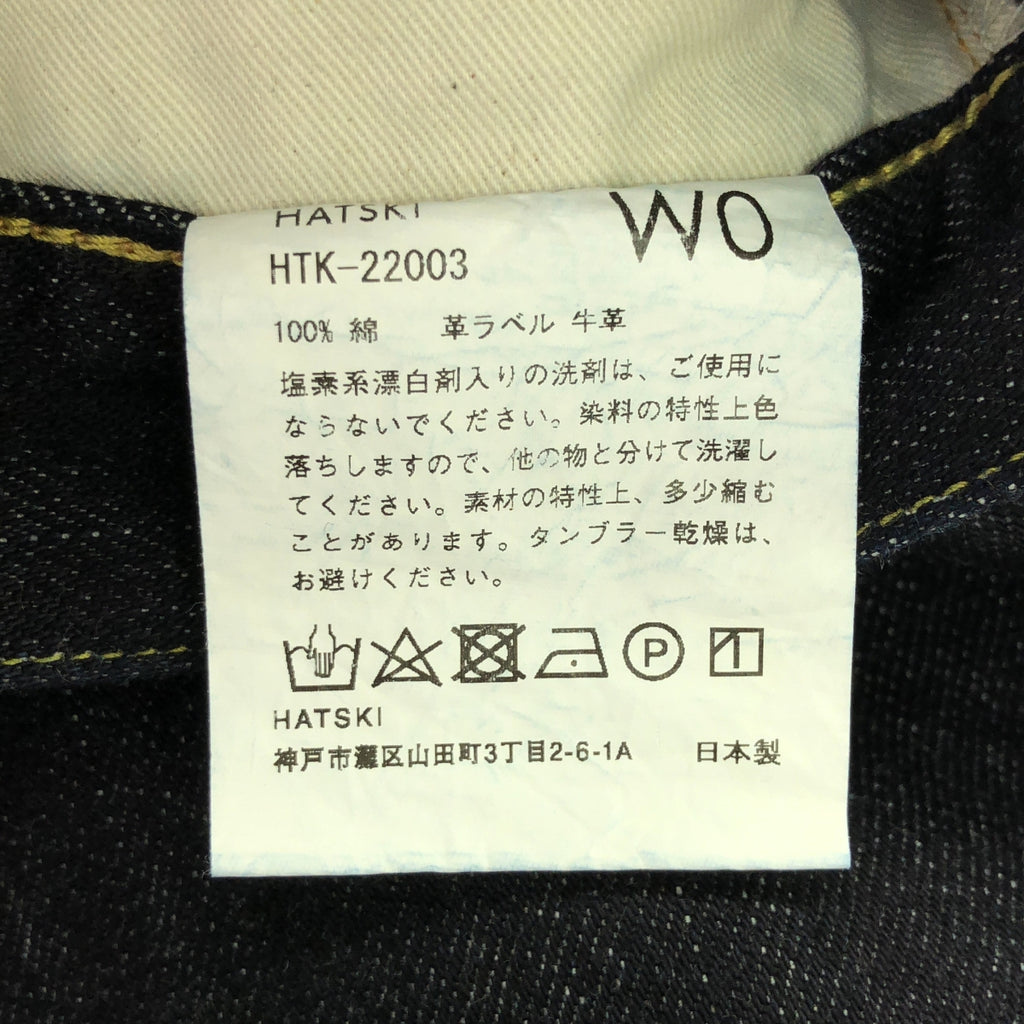 HATSKI
WO
HTK-22003
100% 綿 革ラベル 牛革
塩素系漂白剤入りの洗剤は、ご使用に
ならないでください。染料の特性上色
落ちしますので、他の物と分けて洗濯し
てください。素材の特性上、多少縮む
ことがあります。タンブラー乾燥は、
お避けください。
P 1
HATSKI
神戸市灘区山田町3丁目2-6-1A 日本製